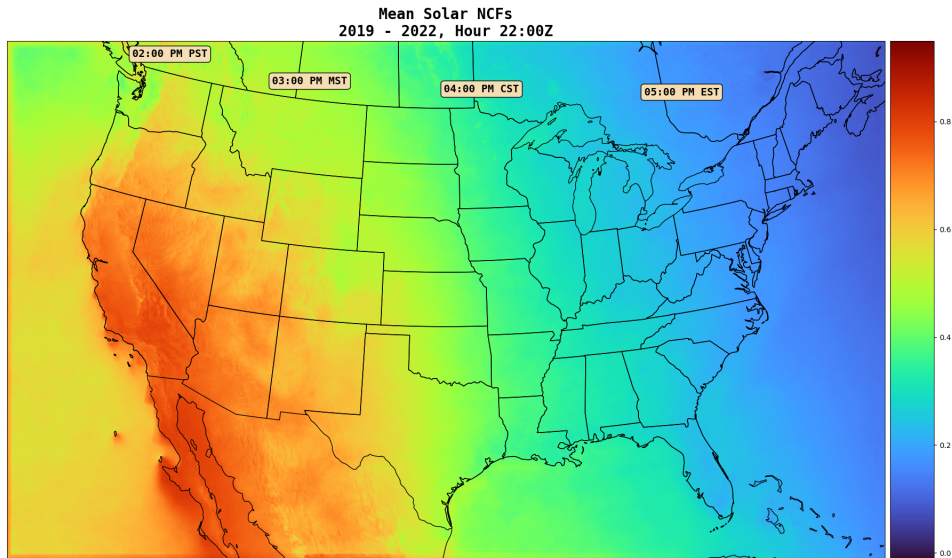 Mean Solar NCFs
2019 - 2022, Hour 22:00Z
02:00 PM PST
03:00 PM MST
04:00 PM CST
05:00 PM EST
0.8
0.6
0.4
0.2
0.0